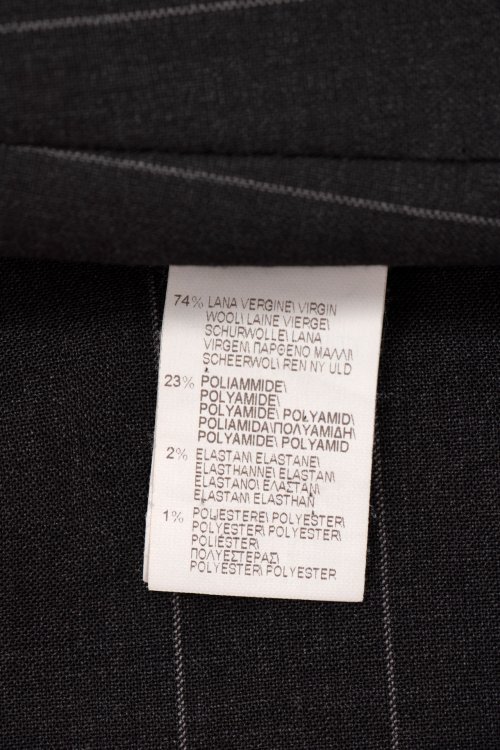 74% LANA VERGINE\ VIRGIN
WOOL\ LAINE VIERGE\
SCHURWOLLE\ LANA
VIRGEN\ ΠΑΡΘΕΝΟ ΜΑΛΛΙ\
SCHEERWOL\ REN NY ULD
23% POLIAMMIDE\
POLYAMIDE\
POLYAMIDE\ POLYAMID\
POLIAMIDA\ΠΟΛΥΑΜΙΔΗ\
POLYAMIDE\ POLYAMID
2% ELASTAN\ ELASTANE\
ELASTHANNE\ ELASTAN\
ELASTANO\ ΕΛΑΣΤΑΝ\
ELASTAN\ ELASTHAN
1% POLIESTERE\ POLYESTER\
POLYESTER\ POLYESTER\
POLIÉSTER\
ΠΟΛΥΕΣΤΕΡΑΣ\
POLYESTER\ POLYESTER